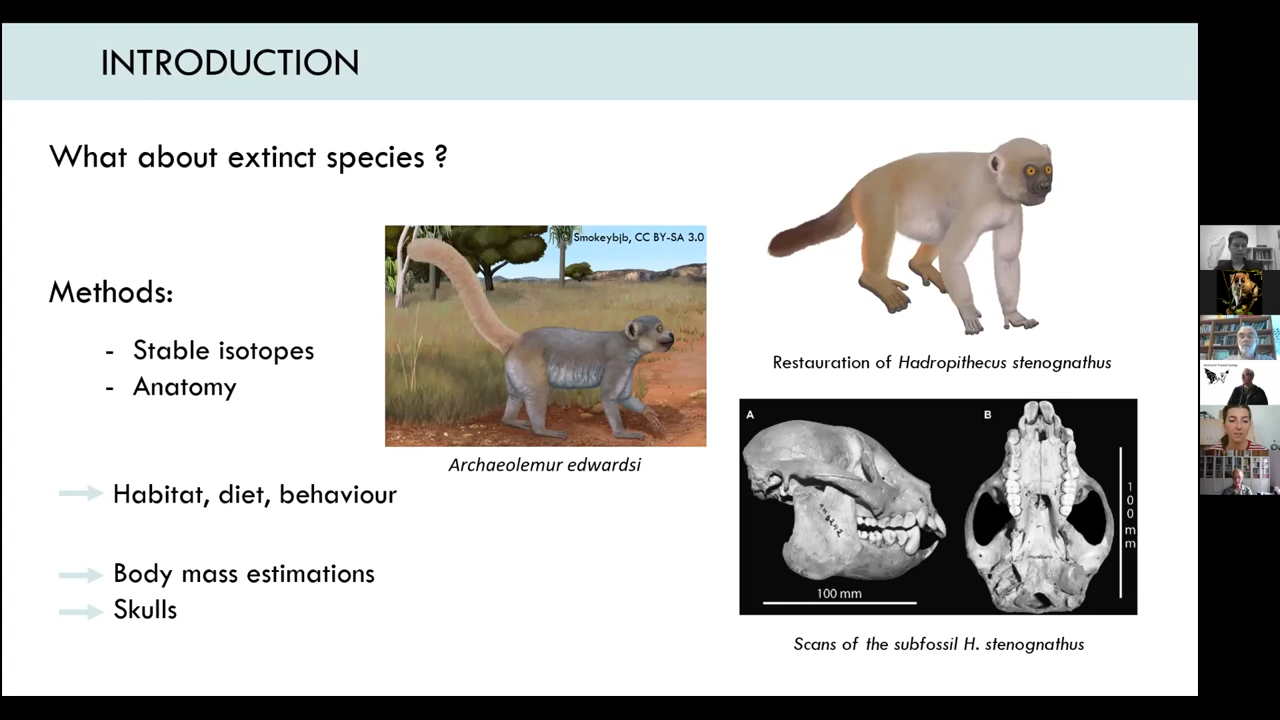 INTRODUCTION
What about extinct species ?
Methods:
- Stable isotopes
- Anatomy
Habitat, diet, behaviour
Body mass estimations
Skulls
Smokeybjb, CC BY-SA 3.0
Archaeolemur edwardsi
Restauration of Hadropithecus stenognathus
A
B
100 mm
100 mm
Scans of the subfossil H. stenognathus